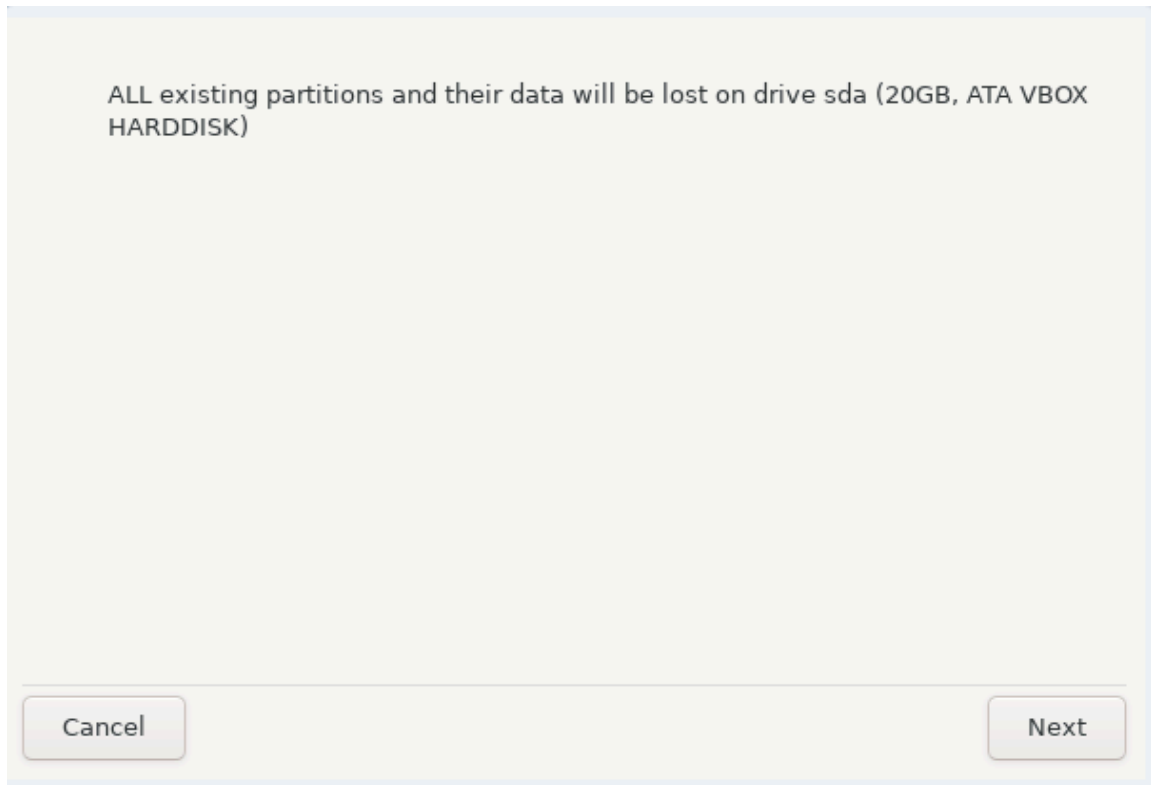 ALL existing partitions and their data will be lost on drive sda (20GB, ATA VBOX
HARDDISK)
Cancel
Next